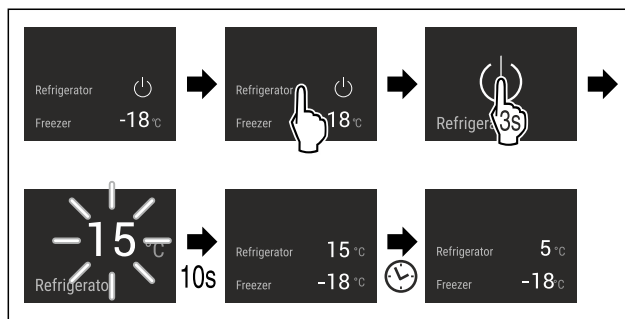 Refrigerator
Freezer -18 °C
Refrigerator
Freezer 18 °C
Refriger 3s
15 °C
Refrigerato
10s
Refrigerator 15 °C
Freezer -18 °C
Refrigerator 5 °C
Freezer -18 °C